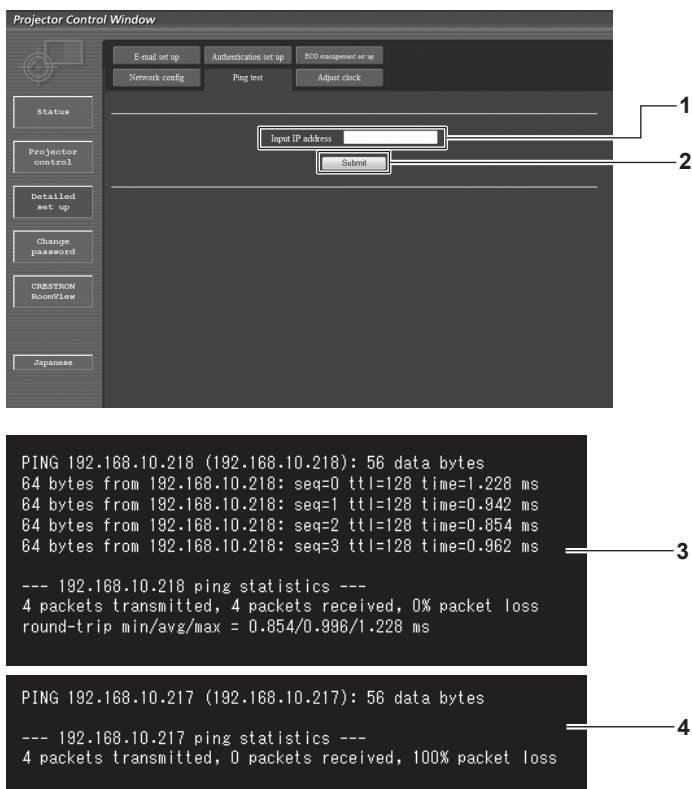 Projector Control Window
E-mail set up
Authentication set up
ECO management set up
Network config
Ping test
Adjust clock
Status
Projector
control
Detailed
set up
Change
password
CRESTRON
RoomView
Japanese
Input IP address
Submit
1
2
PING 192.168.10.218 (192.168.10.218): 56 data bytes
64 bytes from 192.168.10.218: seq=0 ttl=128 time=1.228 ms
64 bytes from 192.168.10.218: seq=1 ttl=128 time=0.942 ms
64 bytes from 192.168.10.218: seq=2 ttl=128 time=0.854 ms
64 bytes from 192.168.10.218: seq=3 ttl=128 time=0.962 ms
3
--- 192.168.10.218 ping statistics ---
4 packets transmitted, 4 packets received, 0% packet loss
round-trip min/avg/max = 0.854/0.996/1.228 ms
PING 192.168.10.217 (192.168.10.217): 56 data bytes
4
--- 192.168.10.217 ping statistics ---
4 packets transmitted, 0 packets received, 100% packet loss